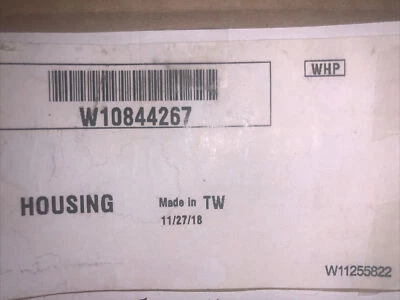 WHP
W10844267
HOUSING
Made in TW
11/27/18
W11255822